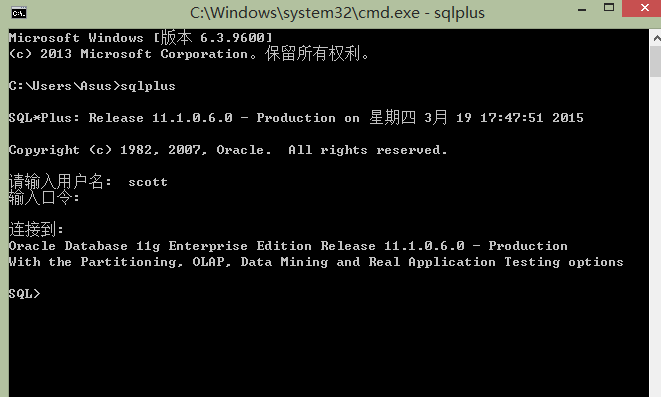 C:\Windows\system32\cmd.exe - sqlplus
Microsoft Windows [版本 6.3.9600]
(c) 2013 Microsoft Corporation。保留所有权利。
C:\Users\Asus>sqlplus
SQL*Plus: Release 11.1.0.6.0 - Production on 星期四 3月 19 17:47:51 2015
Copyright (c) 1982, 2007, Oracle.  All rights reserved.
请输入用户名:  scott
输入口令:
连接到:
Oracle Database 11g Enterprise Edition Release 11.1.0.6.0 - Production
With the Partitioning, OLAP, Data Mining and Real Application Testing options
SQL>